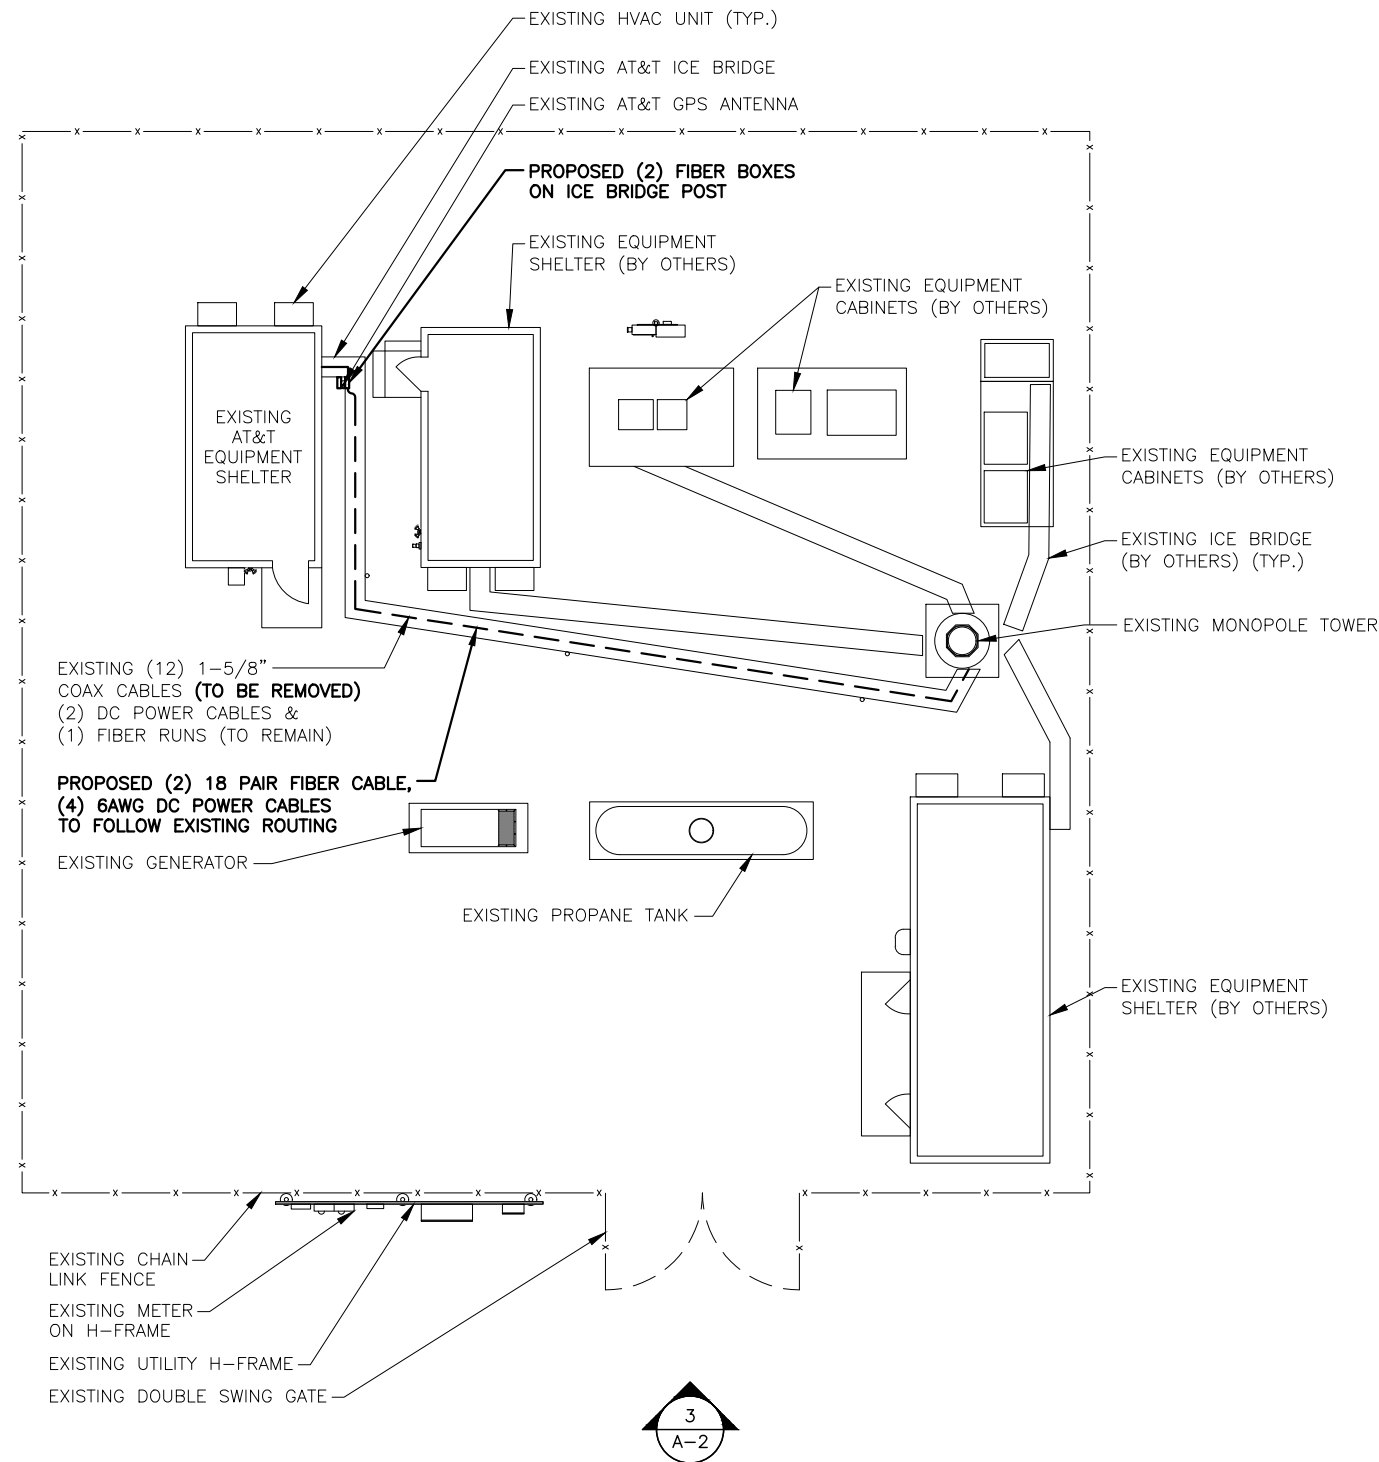 EXISTING HVAC UNIT (TYP.)
EXISTING AT&T ICE BRIDGE
EXISTING AT&T GPS ANTENNA
PROPOSED (2) FIBER BOXES
ON ICE BRIDGE POST
EXISTING EQUIPMENT
SHELTER (BY OTHERS)
EXISTING EQUIPMENT
CABINETS (BY OTHERS)
EXISTING
AT&T
EQUIPMENT
SHELTER
EXISTING EQUIPMENT
CABINETS (BY OTHERS)
EXISTING ICE BRIDGE
(BY OTHERS) (TYP.)
EXISTING MONOPOLE TOWER
EXISTING (12) 1-5/8"
COAX CABLES (TO BE REMOVED)
(2) DC POWER CABLES &
(1) FIBER RUNS (TO REMAIN)
PROPOSED (2) 18 PAIR FIBER CABLE,
(4) 6AWG DC POWER CABLES
TO FOLLOW EXISTING ROUTING
EXISTING GENERATOR
EXISTING PROPANE TANK
EXISTING EQUIPMENT
SHELTER (BY OTHERS)
EXISTING CHAIN
LINK FENCE
EXISTING METER
ON H-FRAME
EXISTING UTILITY H-FRAME
EXISTING DOUBLE SWING GATE
3
A-2